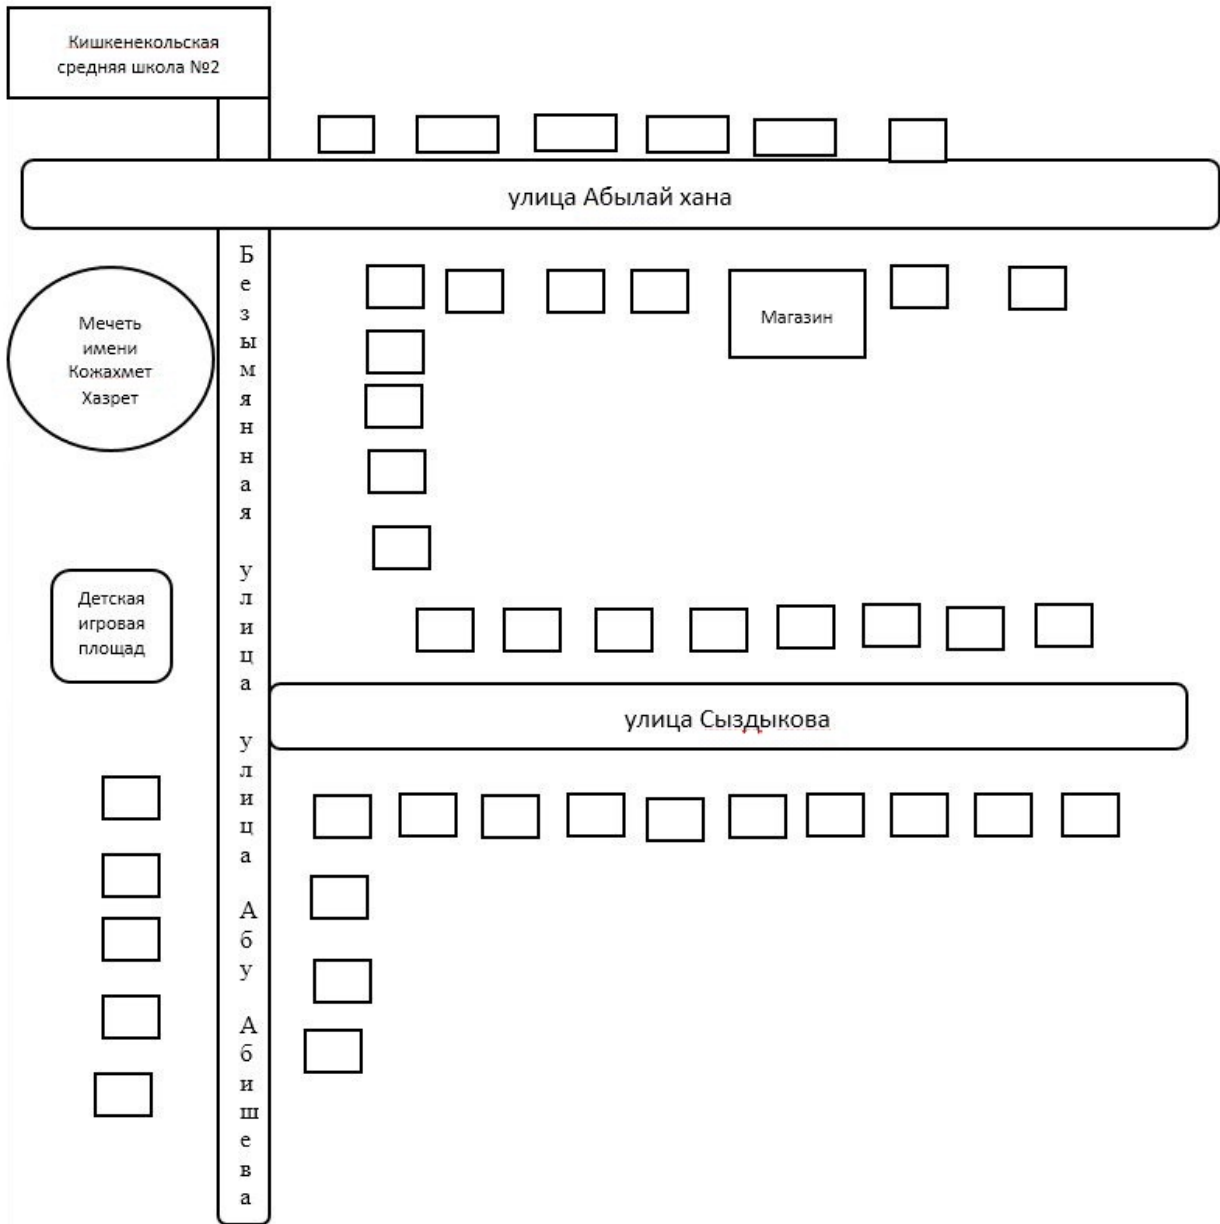 Кишкенекольская
средняя школа №2
улица Абылай хана
Безымянная улица улица Абу Абишева
Мечеть
имени
Кожахмет
Хазрет
Магазин
Детская
игровая
площад
улица Сыздыкова